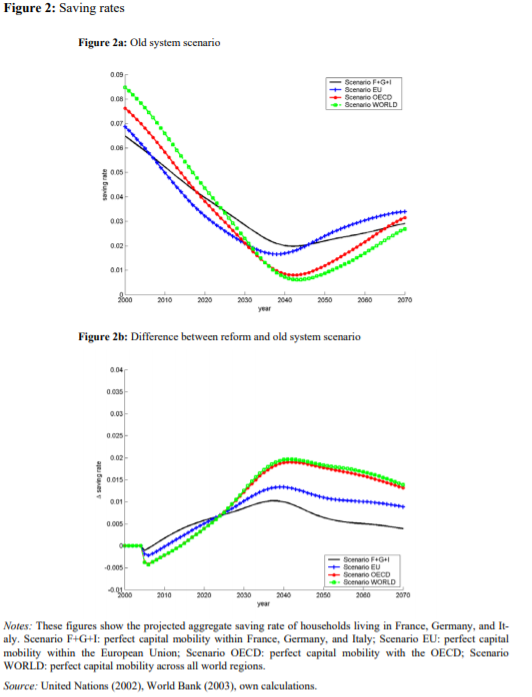 Figure 2: Saving rates
Figure 2a: Old system scenario
0.09
0.08
0.07
0.06
0.05
0.04
0.03
0.02
0.01
0
saving rate
2000 2010 2020 2030 2040 2050 2060 2070
year
Scenario F+G+I
Scenario EU
Scenario OECD
Scenario WORLD
Figure 2b: Difference between reform and old system scenario
0.04
0.035
0.03
0.025
0.02
0.015
0.01
0.005
0
-0.005
-0.01
Δ saving rate
2000 2010 2020 2030 2040 2050 2060 2070
year
Scenario F+G+I
Scenario EU
Scenario OECD
Scenario WORLD
Notes: These figures show the projected aggregate saving rate of households living in France, Germany, and It-
aly. Scenario F+G+I: perfect capital mobility within France, Germany, and Italy; Scenario EU: perfect capital
mobility within the European Union; Scenario OECD: perfect capital mobility with the OECD; Scenario
WORLD: perfect capital mobility across all world regions.
Source: United Nations (2002), World Bank (2003), own calculations.